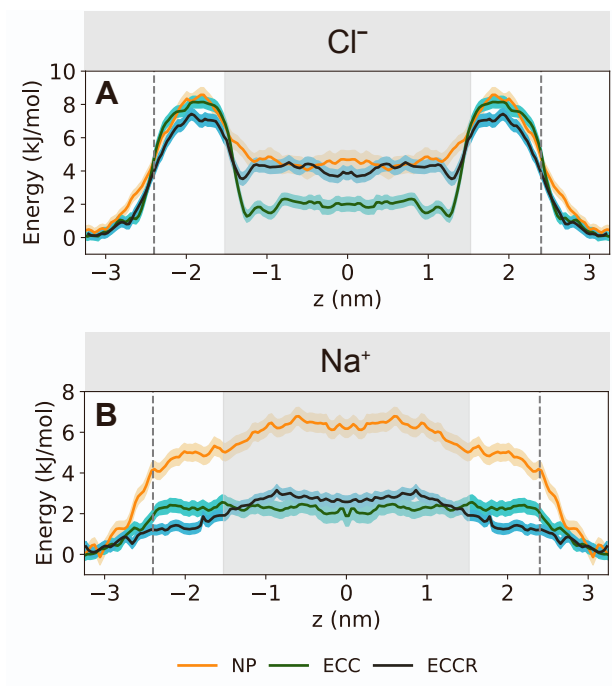 Cl⁻
A
Energy (kJ/mol)
10
8
6
4
2
0
−3 −2 −1 0 1 2 3
z (nm)
Na⁺
B
Energy (kJ/mol)
8
6
4
2
0
−3 −2 −1 0 1 2 3
z (nm)
NP ECC ECCR